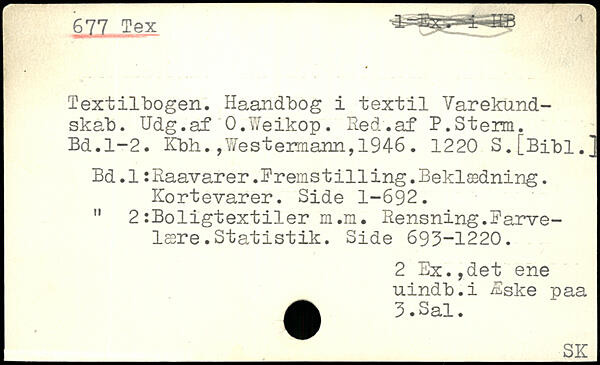 677 Tex
1 Ex. i HB
1
Textilbogen. Haandbog i textil Varekund-
skab. Udg.af O.Weikop. Red.af P.Sterm.
Bd.1-2. Kbh.,Westermann,1946. 1220 S.[Bibl.]
Bd.1:Raavarer.Fremstilling.Beklædning.
Kortevarer. Side 1-692.
" 2:Boligtextiler m.m. Rensning.Farve-
lære.Statistik. Side 693-1220.
2 Ex.,det ene
uindb.i Æske paa
3.Sal.
SK